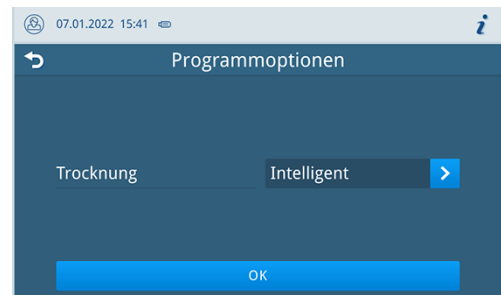 07.01.2022 15:41
i
Programmoptionen
Trocknung
Intelligent
OK